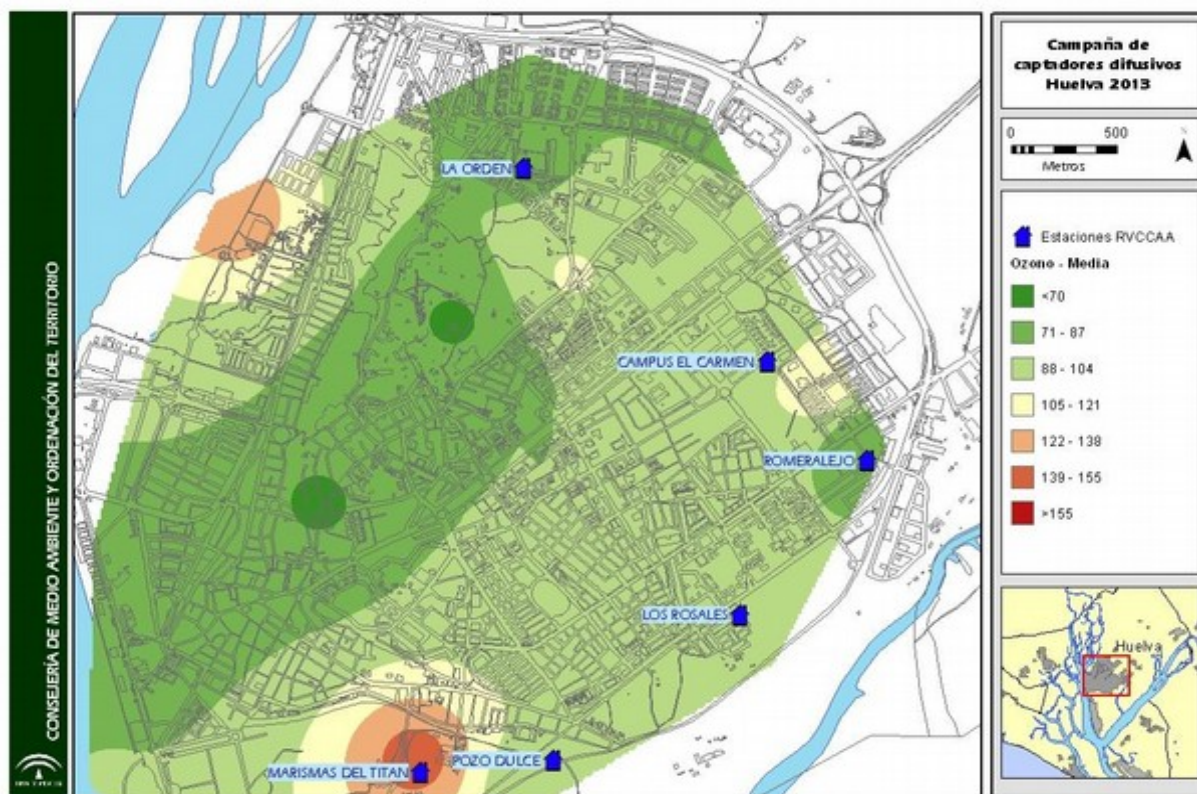 CONSEJERÍA DE MEDIO AMBIENTE Y ORDENACIÓN DEL TERRITORIO
LA ORDEN
CAMPUS EL CARMEN
ROMERALEJO
LOS ROSALES
POZO DULCE
MARISMAS DEL TITAN
Campaña de
captadores difusivos
Huelva 2013
0 500
Metros
N
Estaciones RVCCAA
Ozono - Media
<70
71 - 87
88 - 104
105 - 121
122 - 138
139 - 155
>155
Huelva